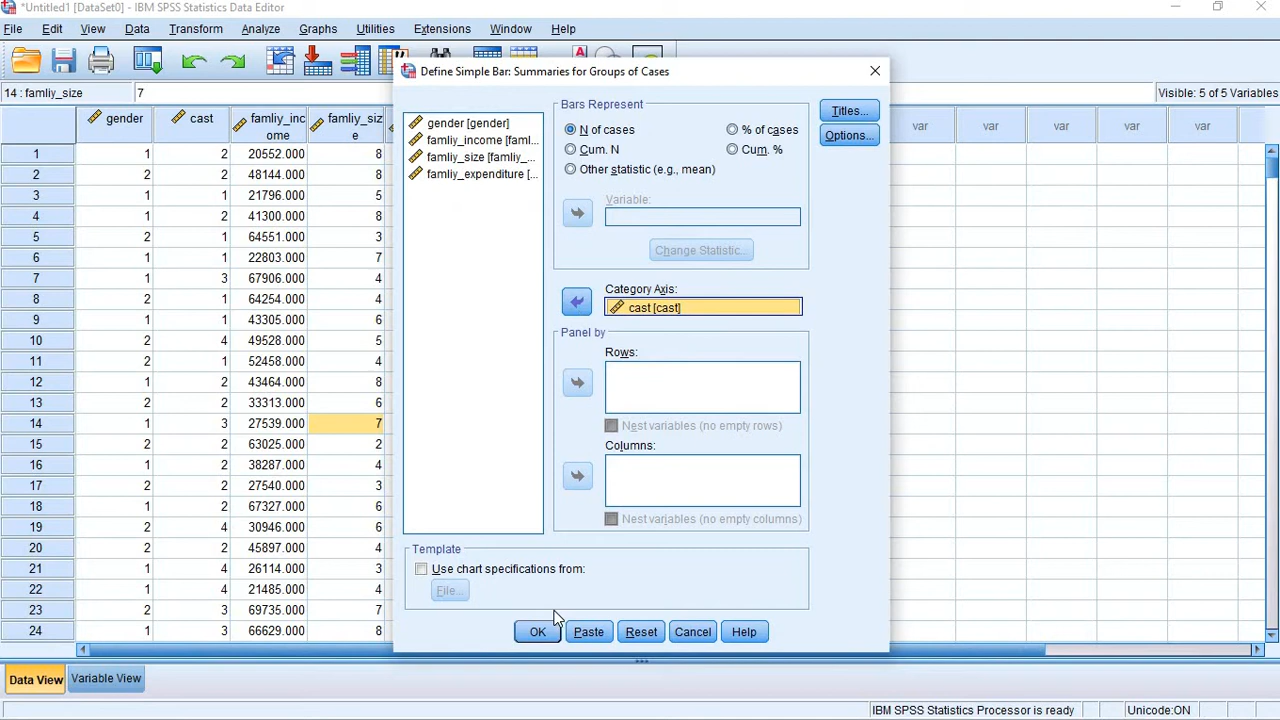 *Untitled1 [DataSet0] - IBM SPSS Statistics Data Editor
File Edit View Data Transform Analyze Graphs Utilities Extensions Window Help
14 : famliy_size 7 Visible: 5 of 5 Variables
gender cast famliy_inc ome famliy_siz e var var var var var
1 1 2 20552.000 8
2 2 2 48144.000 8
3 1 1 21796.000 5
4 1 2 41300.000 8
5 2 1 64551.000 3
6 1 1 22803.000 7
7 1 3 67906.000 4
8 2 1 64254.000 4
9 1 1 43305.000 6
10 2 4 49528.000 5
11 2 1 52458.000 4
12 1 2 43464.000 8
13 2 2 33313.000 6
14 1 3 27539.000 7
15 2 2 63025.000 2
16 1 2 38287.000 4
17 2 2 27540.000 3
18 1 2 67327.000 6
19 2 4 30946.000 6
20 2 2 45897.000 4
21 1 4 26114.000 3
22 1 4 21485.000 4
23 2 3 69735.000 7
24 1 3 66629.000 8
Define Simple Bar: Summaries for Groups of Cases
gender [gender]
famliy_income [faml...
famliy_size [famliy_...
famliy_expenditure [...
Bars Represent
N of cases % of cases
Cum. N Cum. %
Other statistic (e.g., mean)
Variable:
Change Statistic...
Category Axis:
cast [cast]
Panel by
Rows:
Nest variables (no empty rows)
Columns:
Nest variables (no empty columns)
Titles...
Options...
Template
Use chart specifications from:
File...
OK Paste Reset Cancel Help
Data View Variable View
IBM SPSS Statistics Processor is ready Unicode:ON